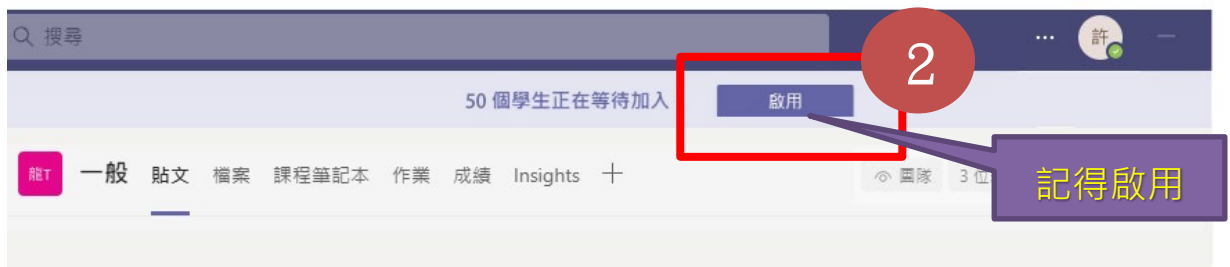 搜尋
... 許
2
50 個學生正在等待加入 啟用
龍T 一般 貼文 檔案 課程筆記本 作業 成績 Insights +
團隊 3 位
記得啟用